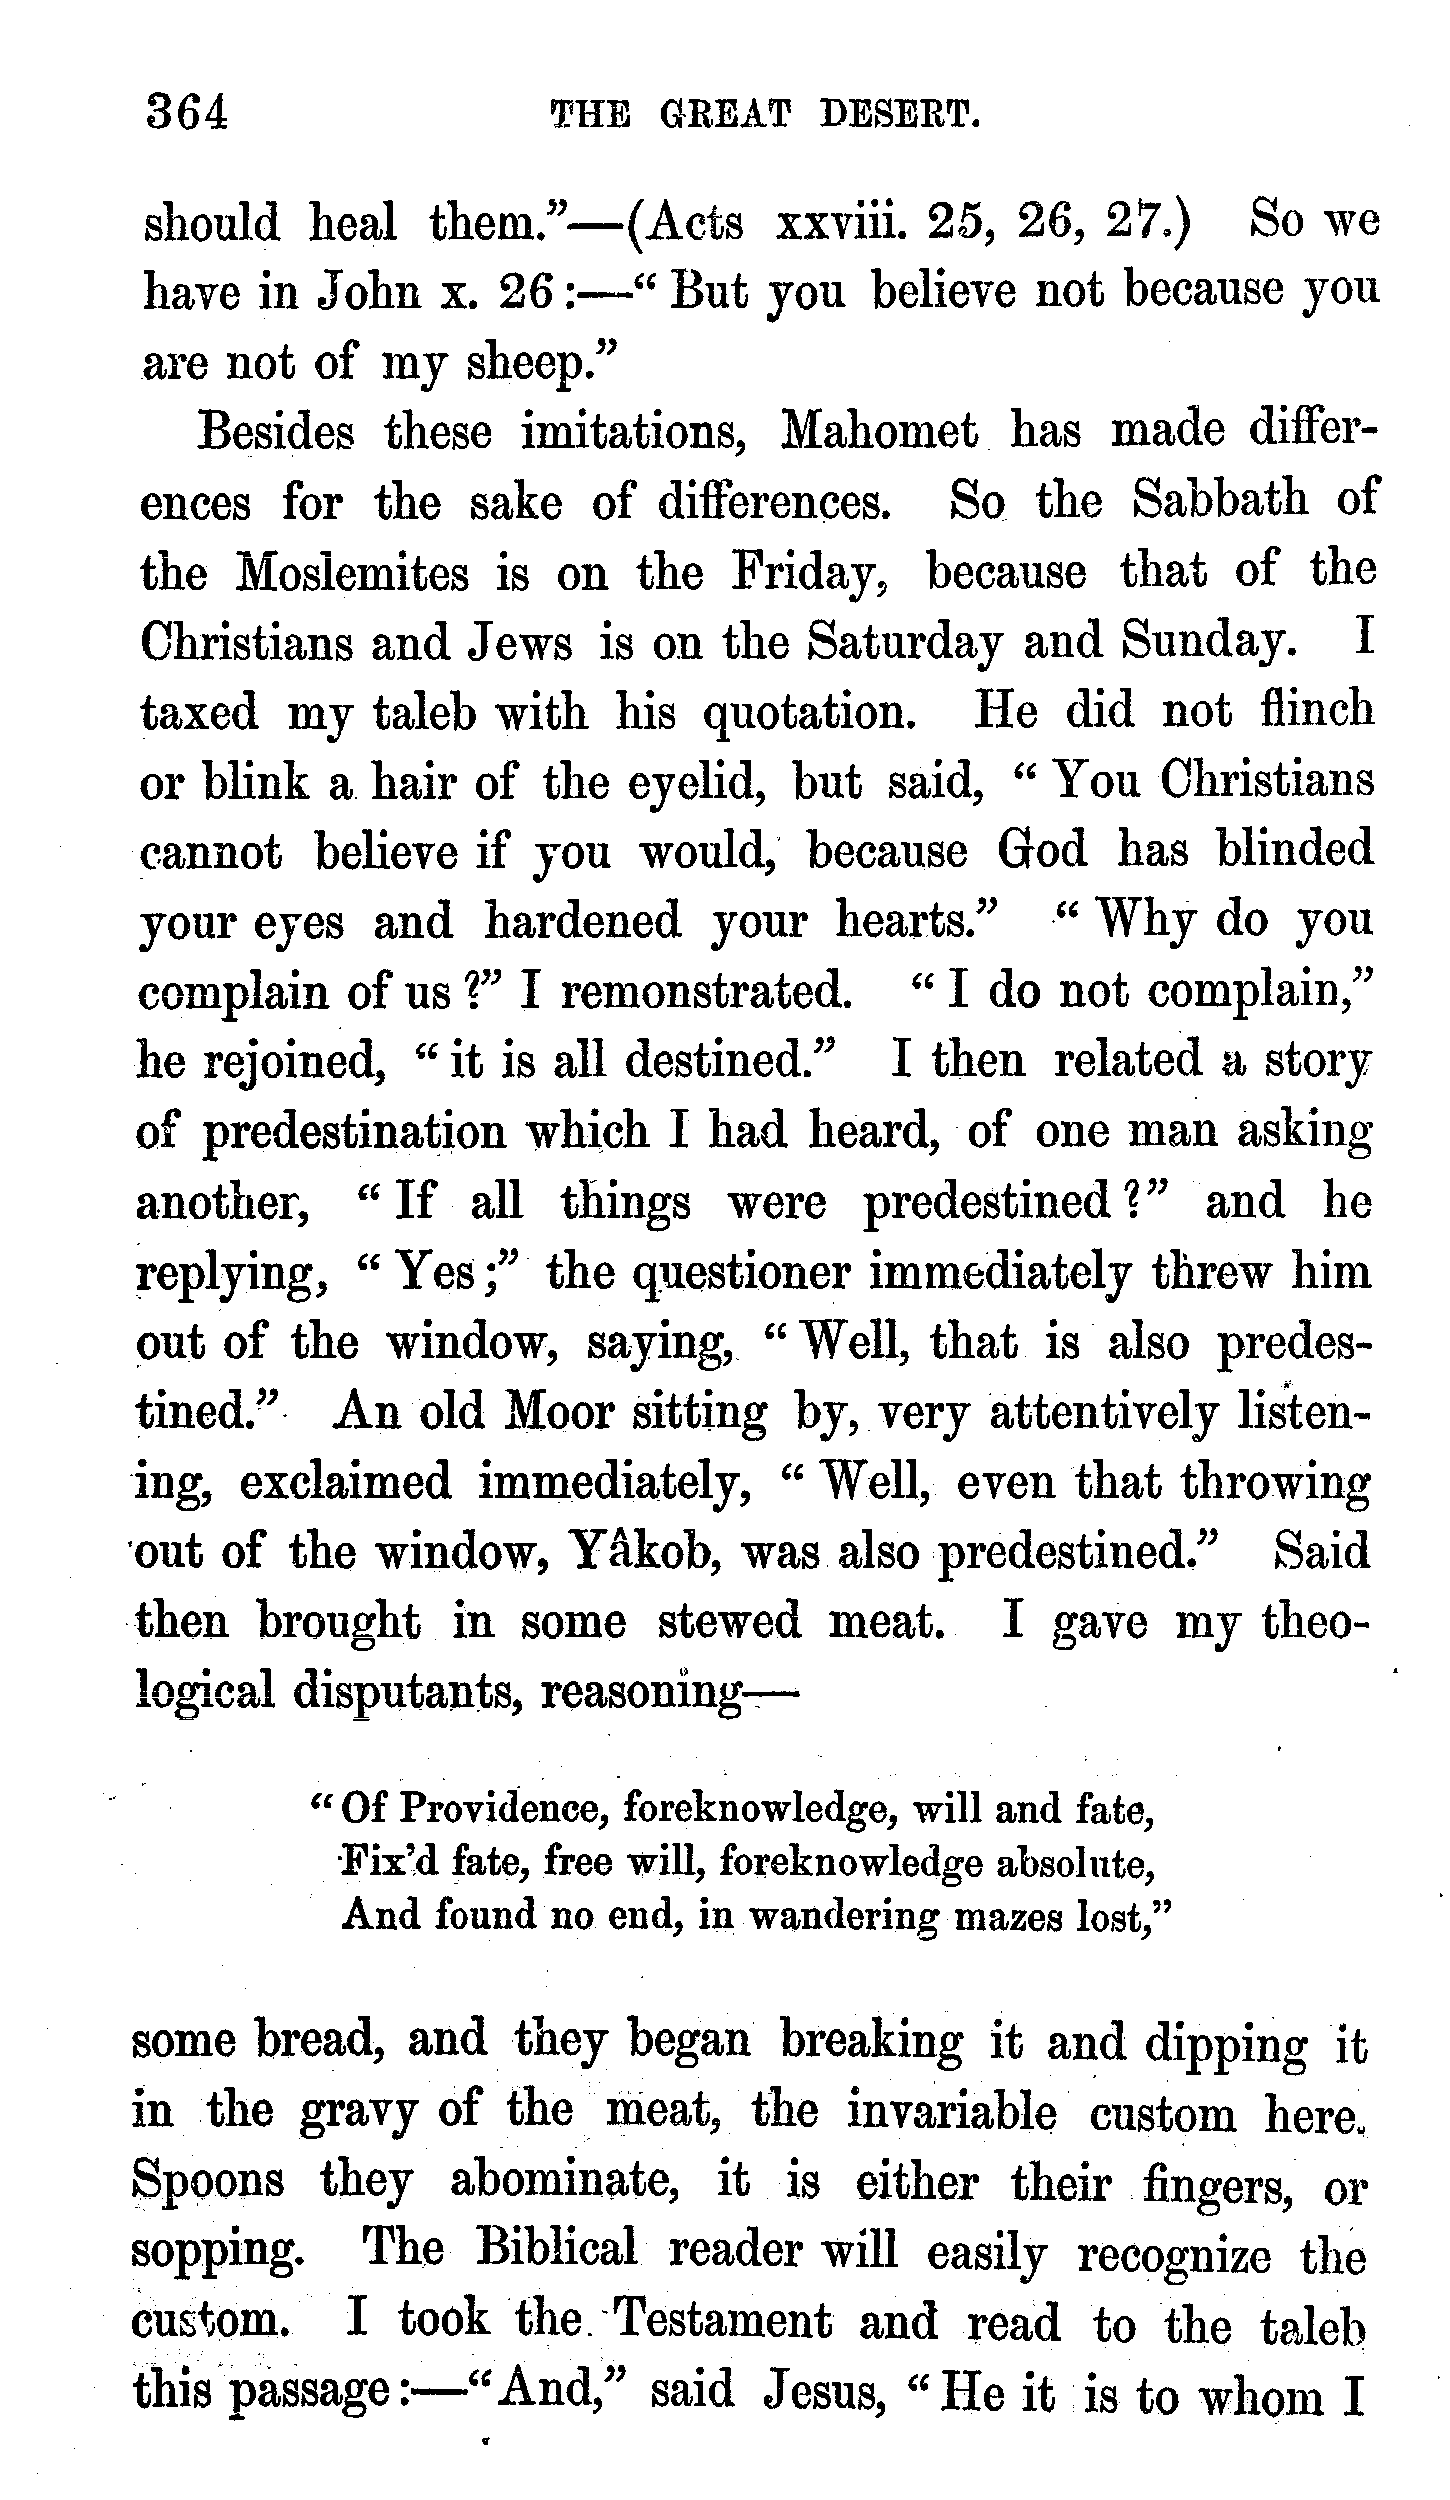 364 THE GREAT DESERT.
should heal them.”—(Acts xxviii. 25, 26, 27.) So we
have in John x. 26:—“ But you believe not because you
are not of my sheep.”
Besides these imitations, Mahomet has made differ-
ences for the sake of differences. So the Sabbath of
the Moslemites is on the Friday, because that of the
Christians and Jews is on the Saturday and Sunday. I
taxed my taleb with his quotation. He did not flinch
or blink a hair of the eyelid, but said, “ You Christians
cannot believe if you would, because God has blinded
your eyes and hardened your hearts.” “ Why do you
complain of us ?” I remonstrated. “ I do not complain,”
he rejoined, “ it is all destined.” I then related a story
of predestination which I had heard, of one man asking
another, “ If all things were predestined ?” and he
replying, “ Yes ;” the questioner immediately threw him
out of the window, saying, “ Well, that is also predes-
tined.” An old Moor sitting by, very attentively listen-
ing, exclaimed immediately, “ Well, even that throwing
out of the window, Yâkob, was also predestined.” Said
then brought in some stewed meat. I gave my theo-
logical disputants, reasoning—
“ Of Providence, foreknowledge, will and fate,
Fix’d fate, free will, foreknowledge absolute,
And found no end, in wandering mazes lost,”
some bread, and they began breaking it and dipping it
in the gravy of the meat, the invariable custom here.
Spoons they abominate, it is either their fingers, or
sopping. The Biblical reader will easily recognize the
custom. I took the Testament and read to the taleb
this passage:—“And,” said Jesus, “ He it is to whom I